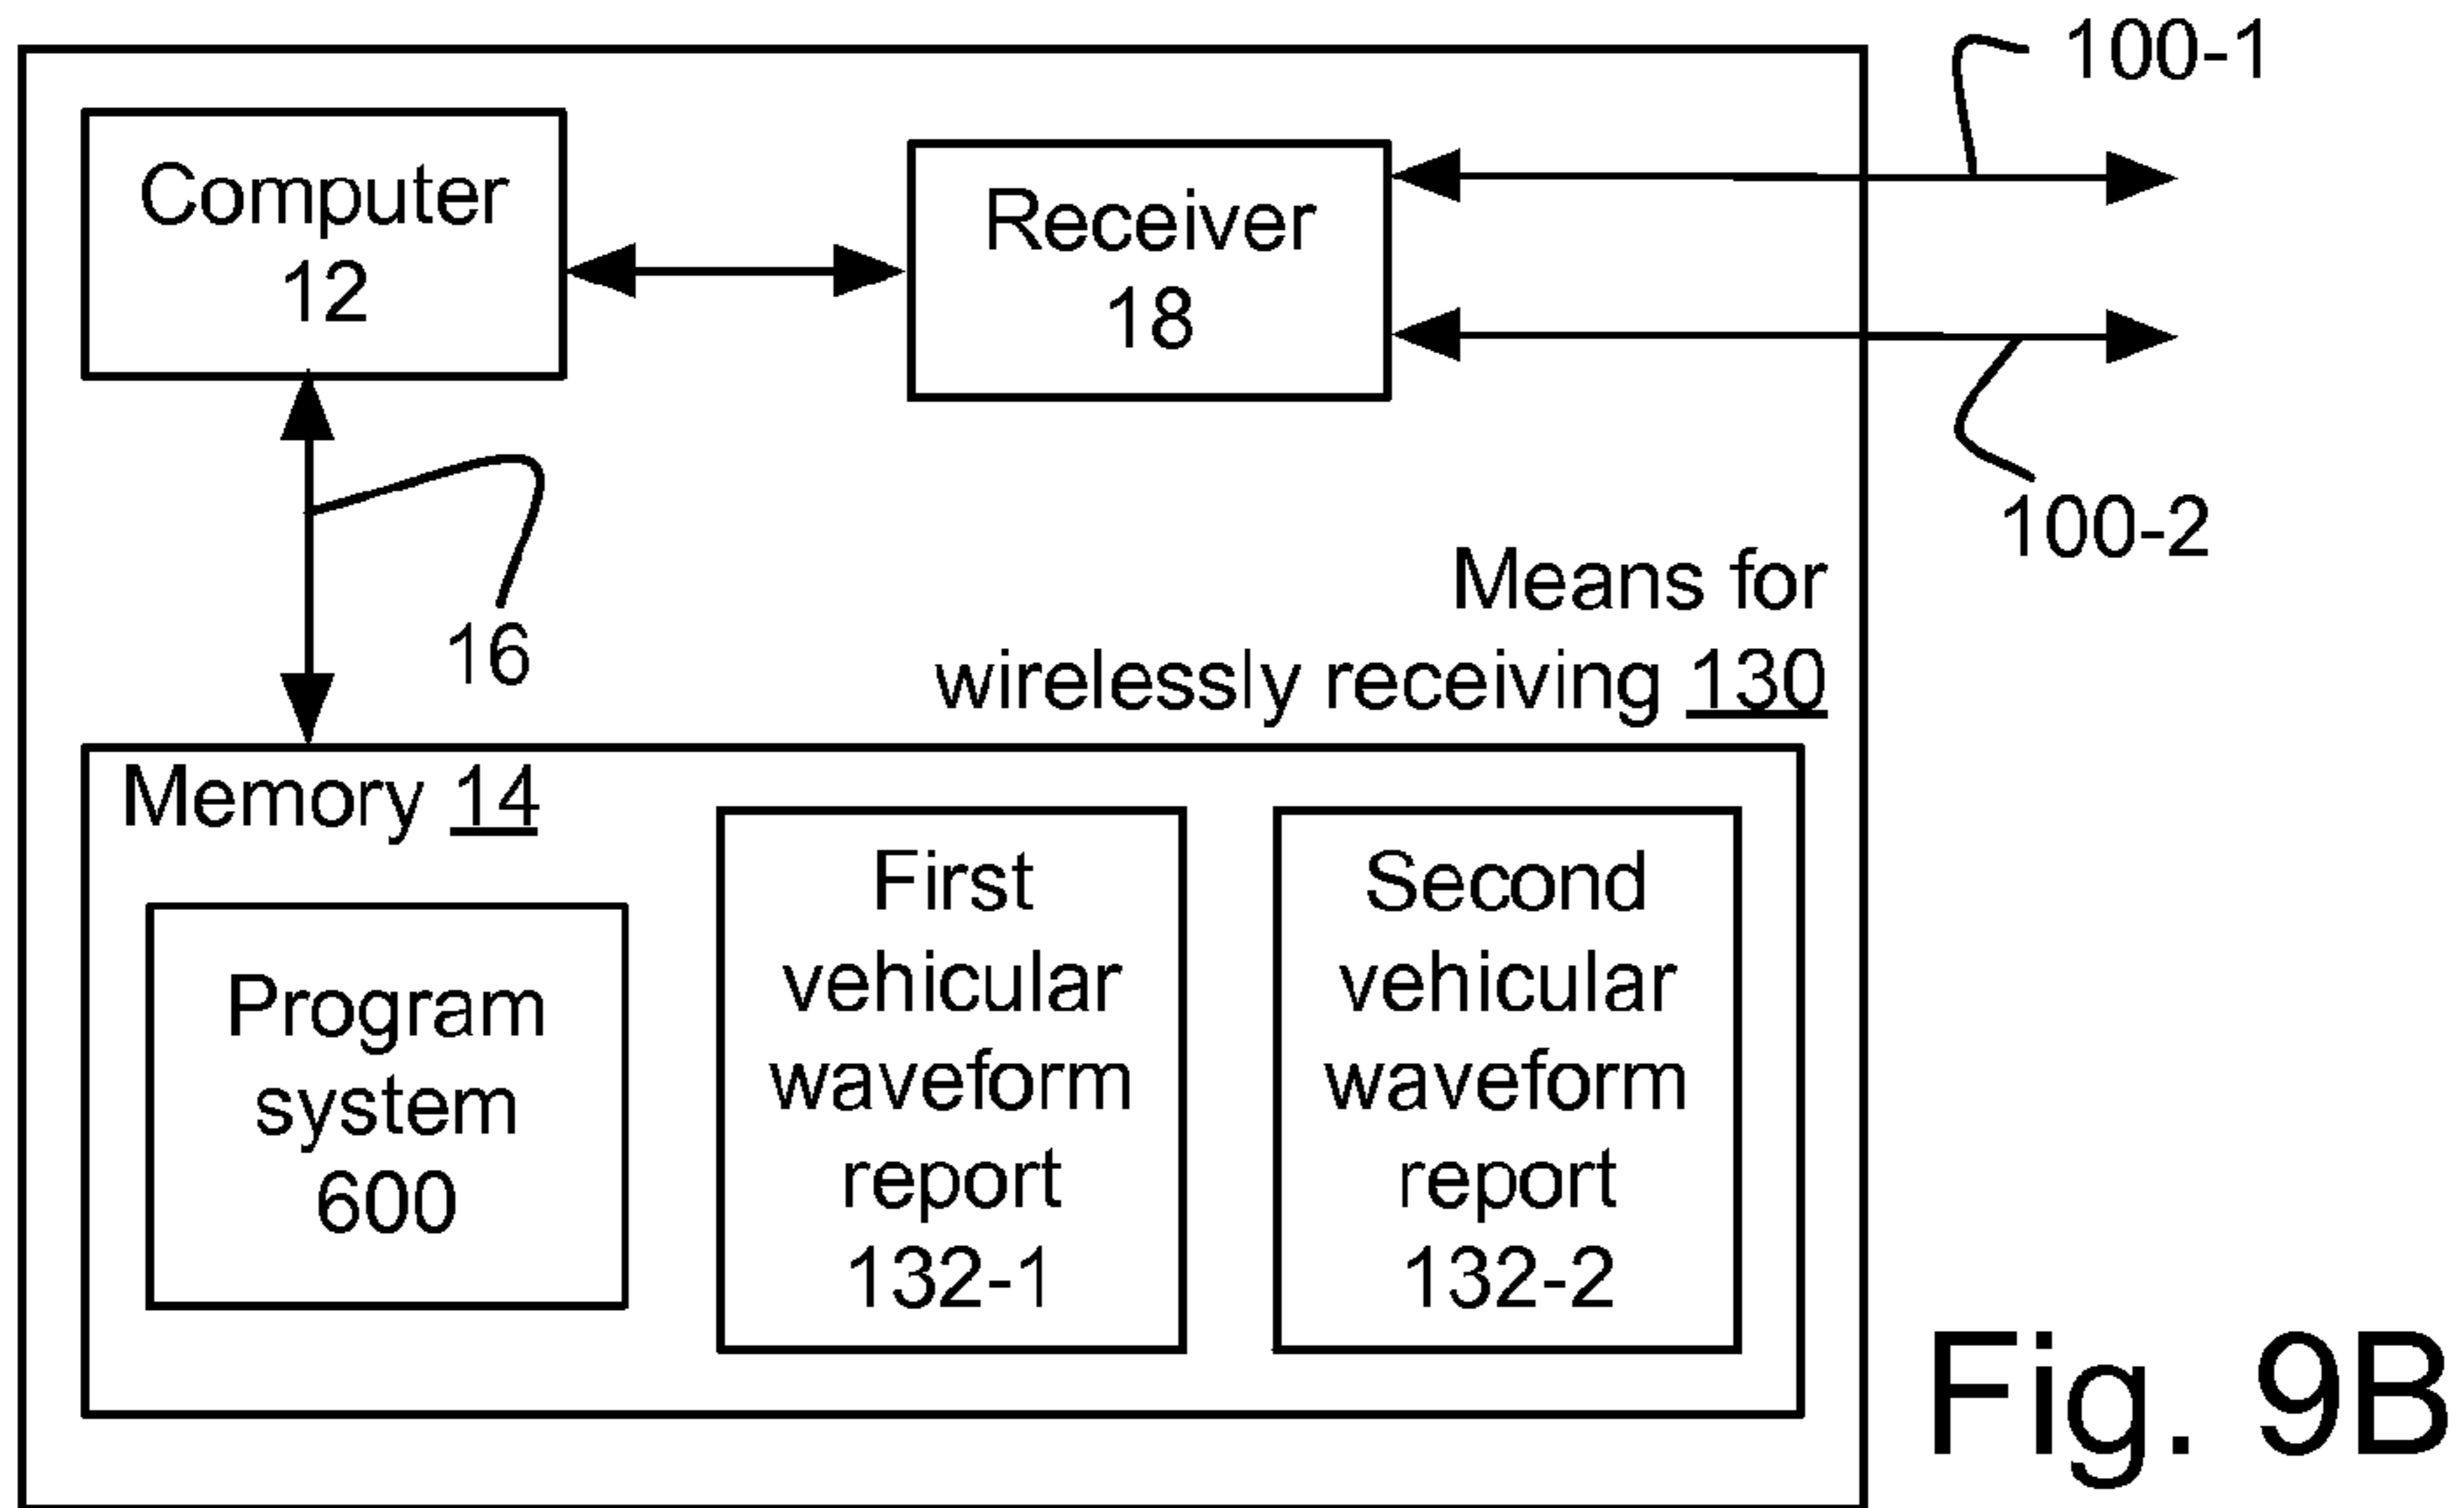 100-1
Computer
12
Receiver
18
100-2
16
Means for
wirelessly receiving 130
Memory 14
Program
system
600
First
vehicular
waveform
report
132-1
Second
vehicular
waveform
report
132-2
Fig. 9B